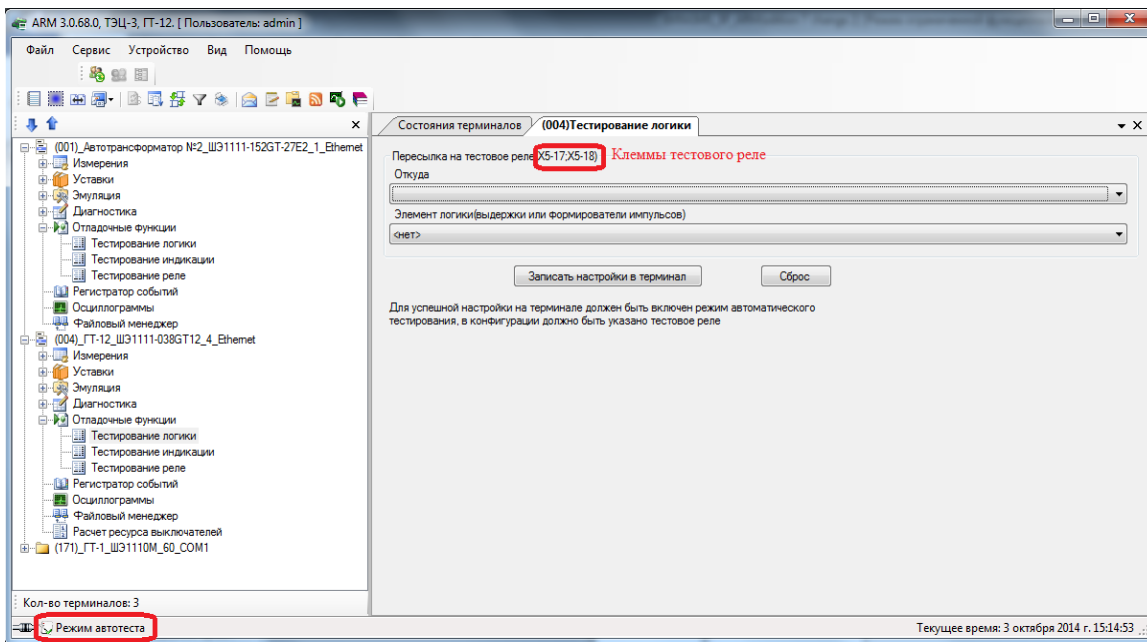 ARM 3.0.68.0, ТЭЦ-3, ГТ-12. [ Пользователь: admin ]
Файл Сервис Устройство Вид Помощь
Состояния терминалов (004)Тестирование логики
(001)_Автотрансформатор №2_ШЭ1111-152GT-27E2_1_Ethernet
Измерения
Уставки
Эмуляция
Диагностика
Отладочные функции
Тестирование логики
Тестирование индикации
Тестирование реле
Регистратор событий
Осциллограммы
Файловый менеджер
(004)_ГТ-12_ШЭ1111-038GT12_4_Ethernet
Измерения
Уставки
Эмуляция
Диагностика
Отладочные функции
Тестирование логики
Тестирование индикации
Тестирование реле
Регистратор событий
Осциллограммы
Файловый менеджер
Расчет ресурса выключателей
(171)_ГТ-1_ШЭ1110М_60_COM1
Кол-во терминалов: 3
Пересылка на тестовое реле(X5-17;X5-18) Клеммы тестового реле
Откуда
Элемент логики(выдержки или формирователи импульсов)
<нет>
Записать настройки в терминал Сброс
Для успешной настройки на терминале должен быть включен режим автоматического
тестирования, в конфигурации должно быть указано тестовое реле
Режим автотеста Текущее время: 3 октября 2014 г. 15:14:53